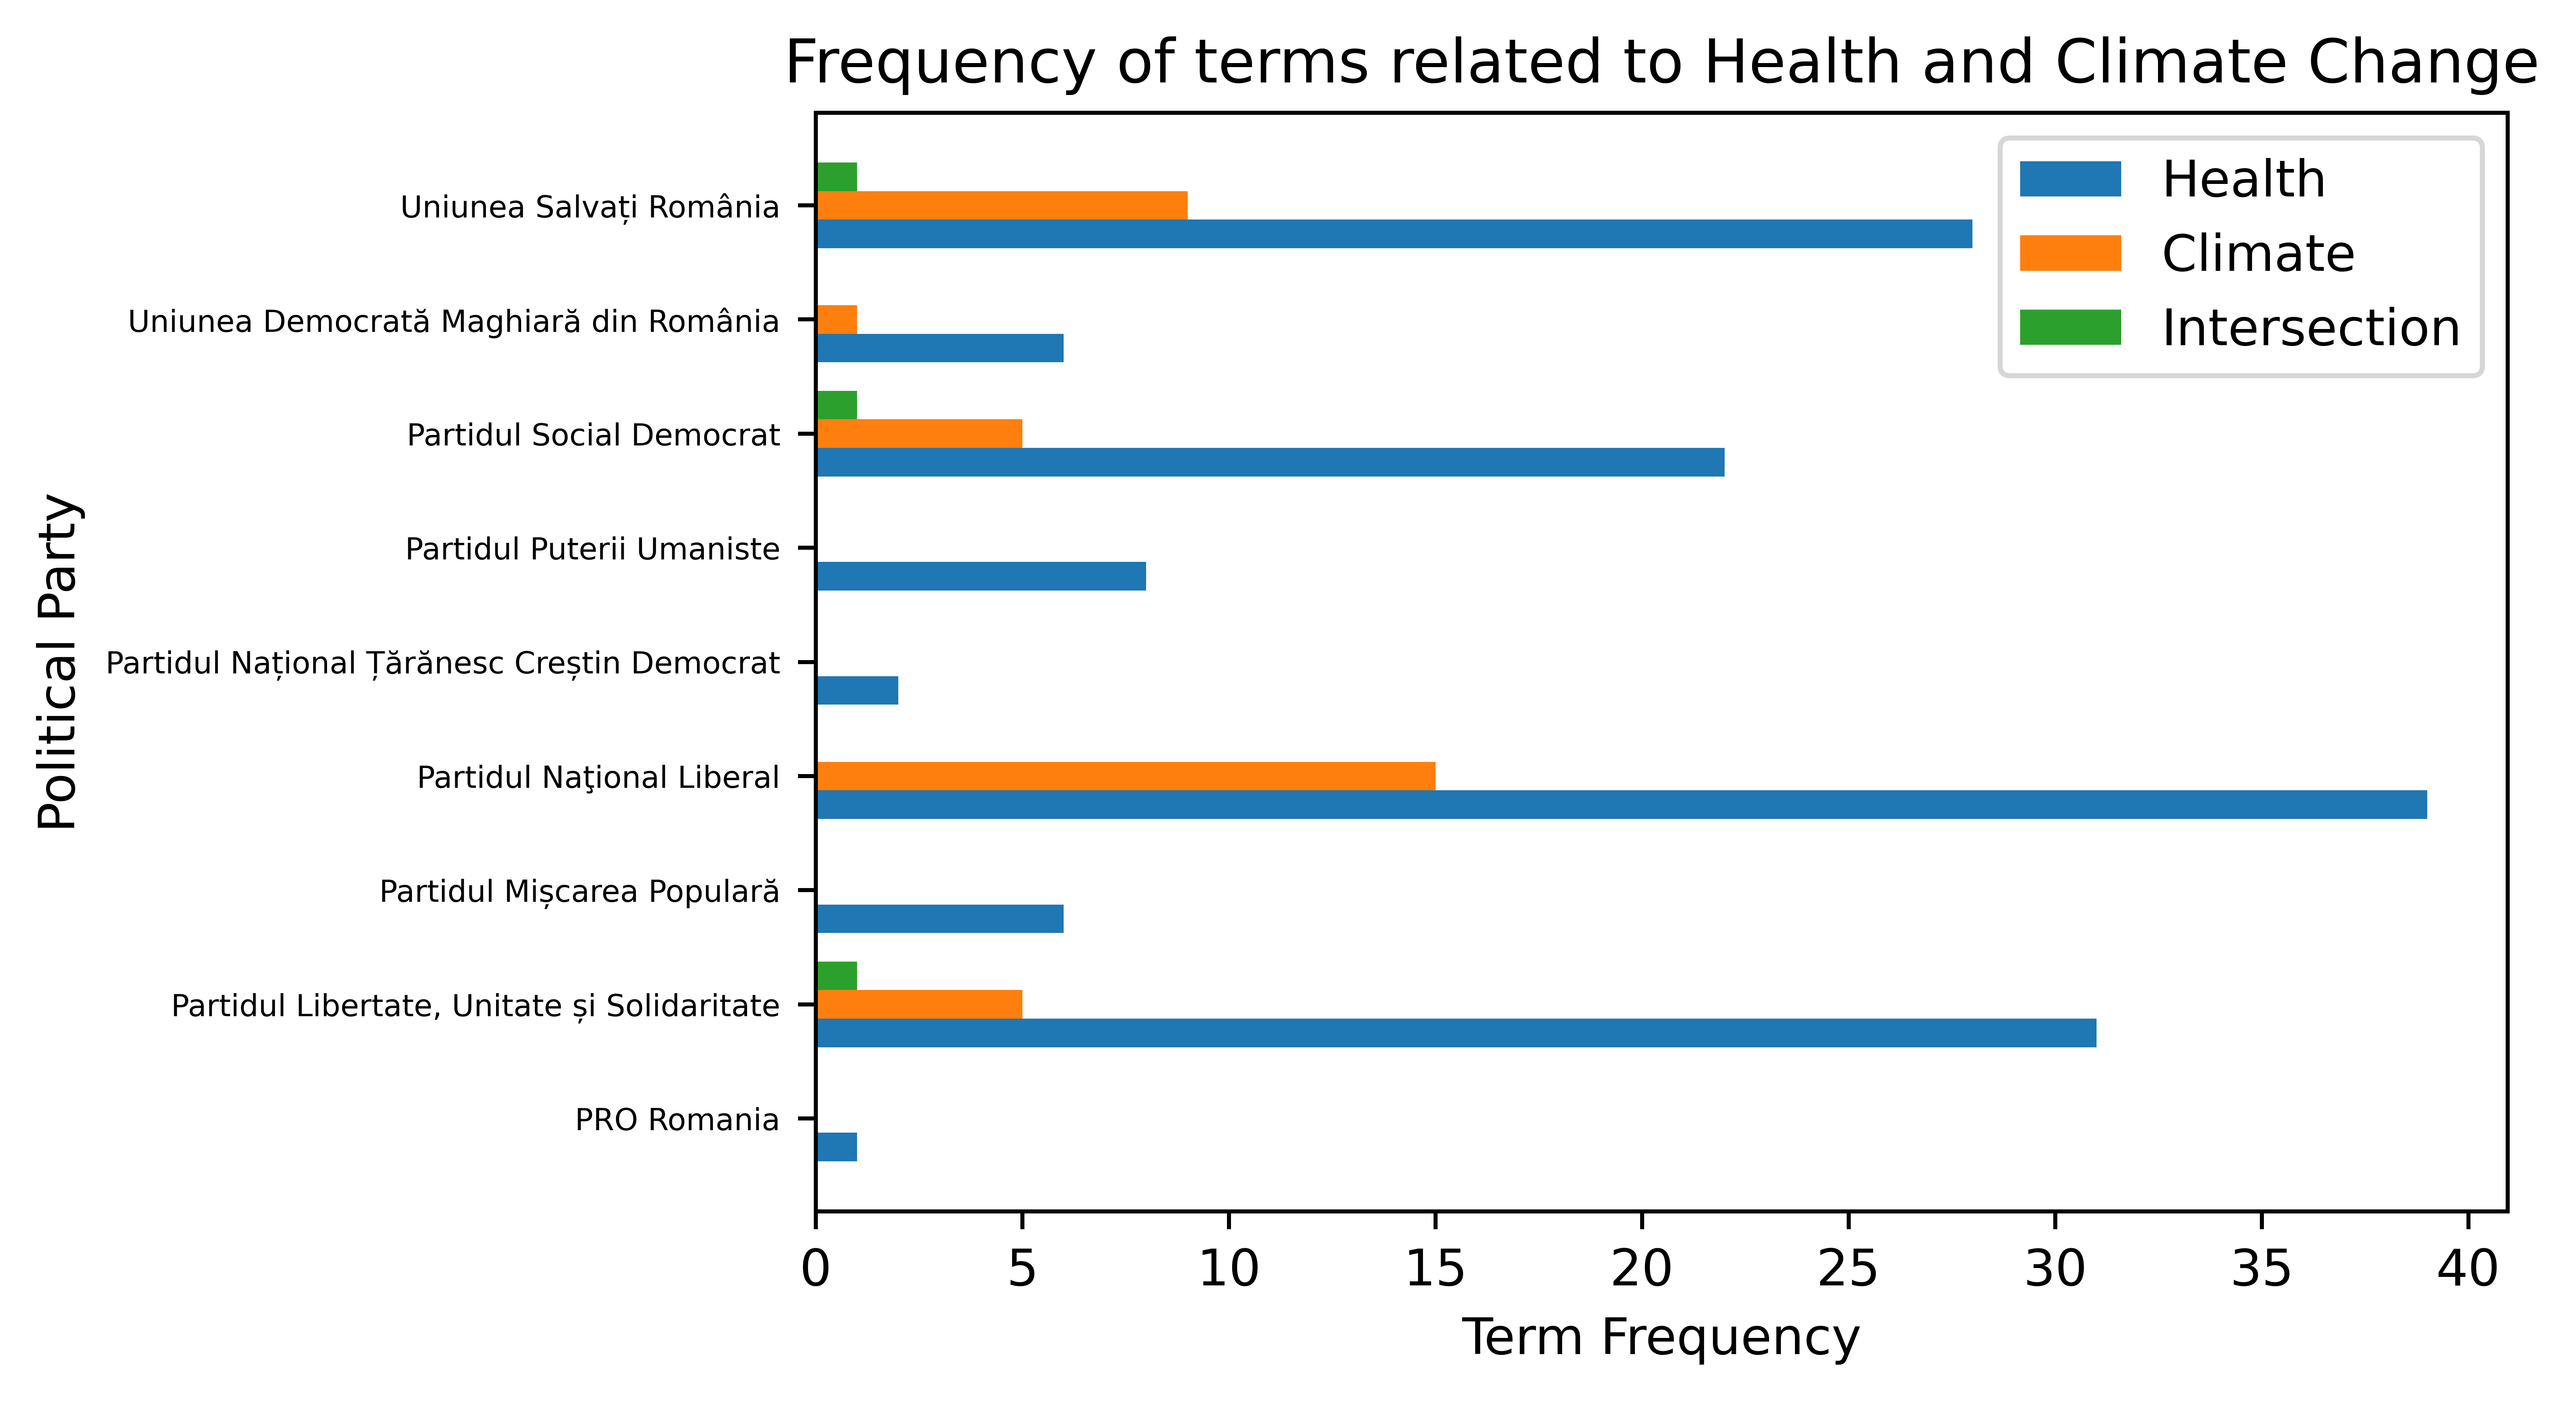 Frequency of terms related to Health and Climate Change
Health
Climate
Intersection
Political Party
Uniunea Salvați România
Uniunea Democrată Maghiară din România
Partidul Social Democrat
Partidul Puterii Umaniste
Partidul Național Țărănesc Creștin Democrat
Partidul Naţional Liberal
Partidul Mișcarea Populară
Partidul Libertate, Unitate și Solidaritate
PRO Romania
0 5 10 15 20 25 30 35 40
Term Frequency